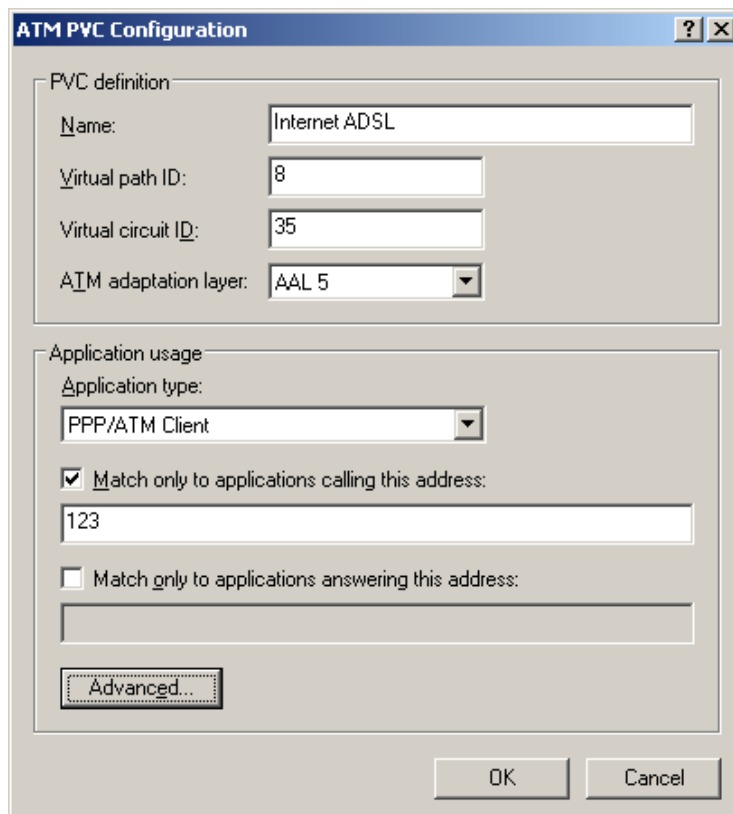 ATM PVC Configuration
PVC definition
Name: Internet ADSL
Virtual path ID: 8
Virtual circuit ID: 35
ATM adaptation layer: AAL 5
Application usage
Application type:
PPP/ATM Client
Match only to applications calling this address:
123
Match only to applications answering this address:
Advanced...
OK Cancel